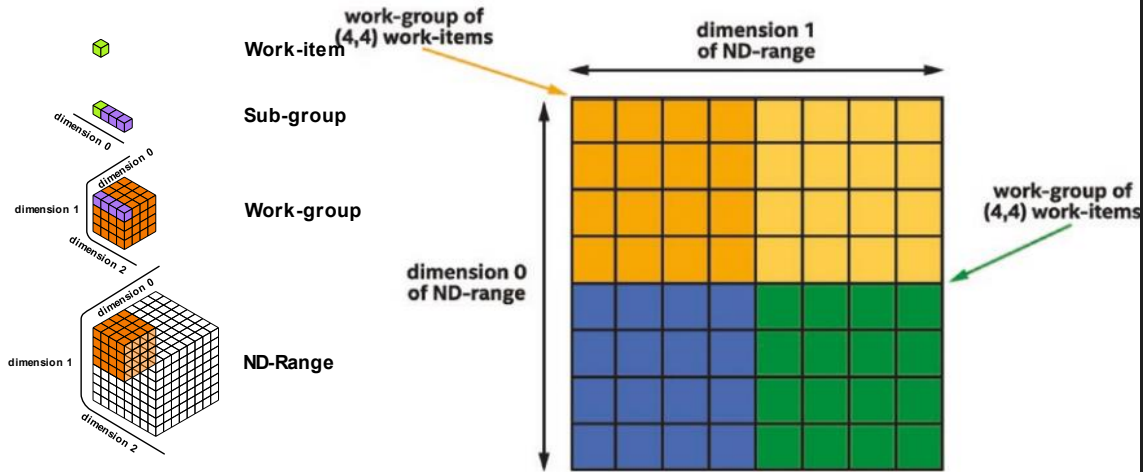 Work-item
Sub-group
dimension 0
dimension 0
dimension 1
Work-group
dimension 2
dimension 0
dimension 1
ND-Range
dimension 2
work-group of
(4,4) work-items
dimension 1
of ND-range
dimension 0
of ND-range
work-group of
(4,4) work-items